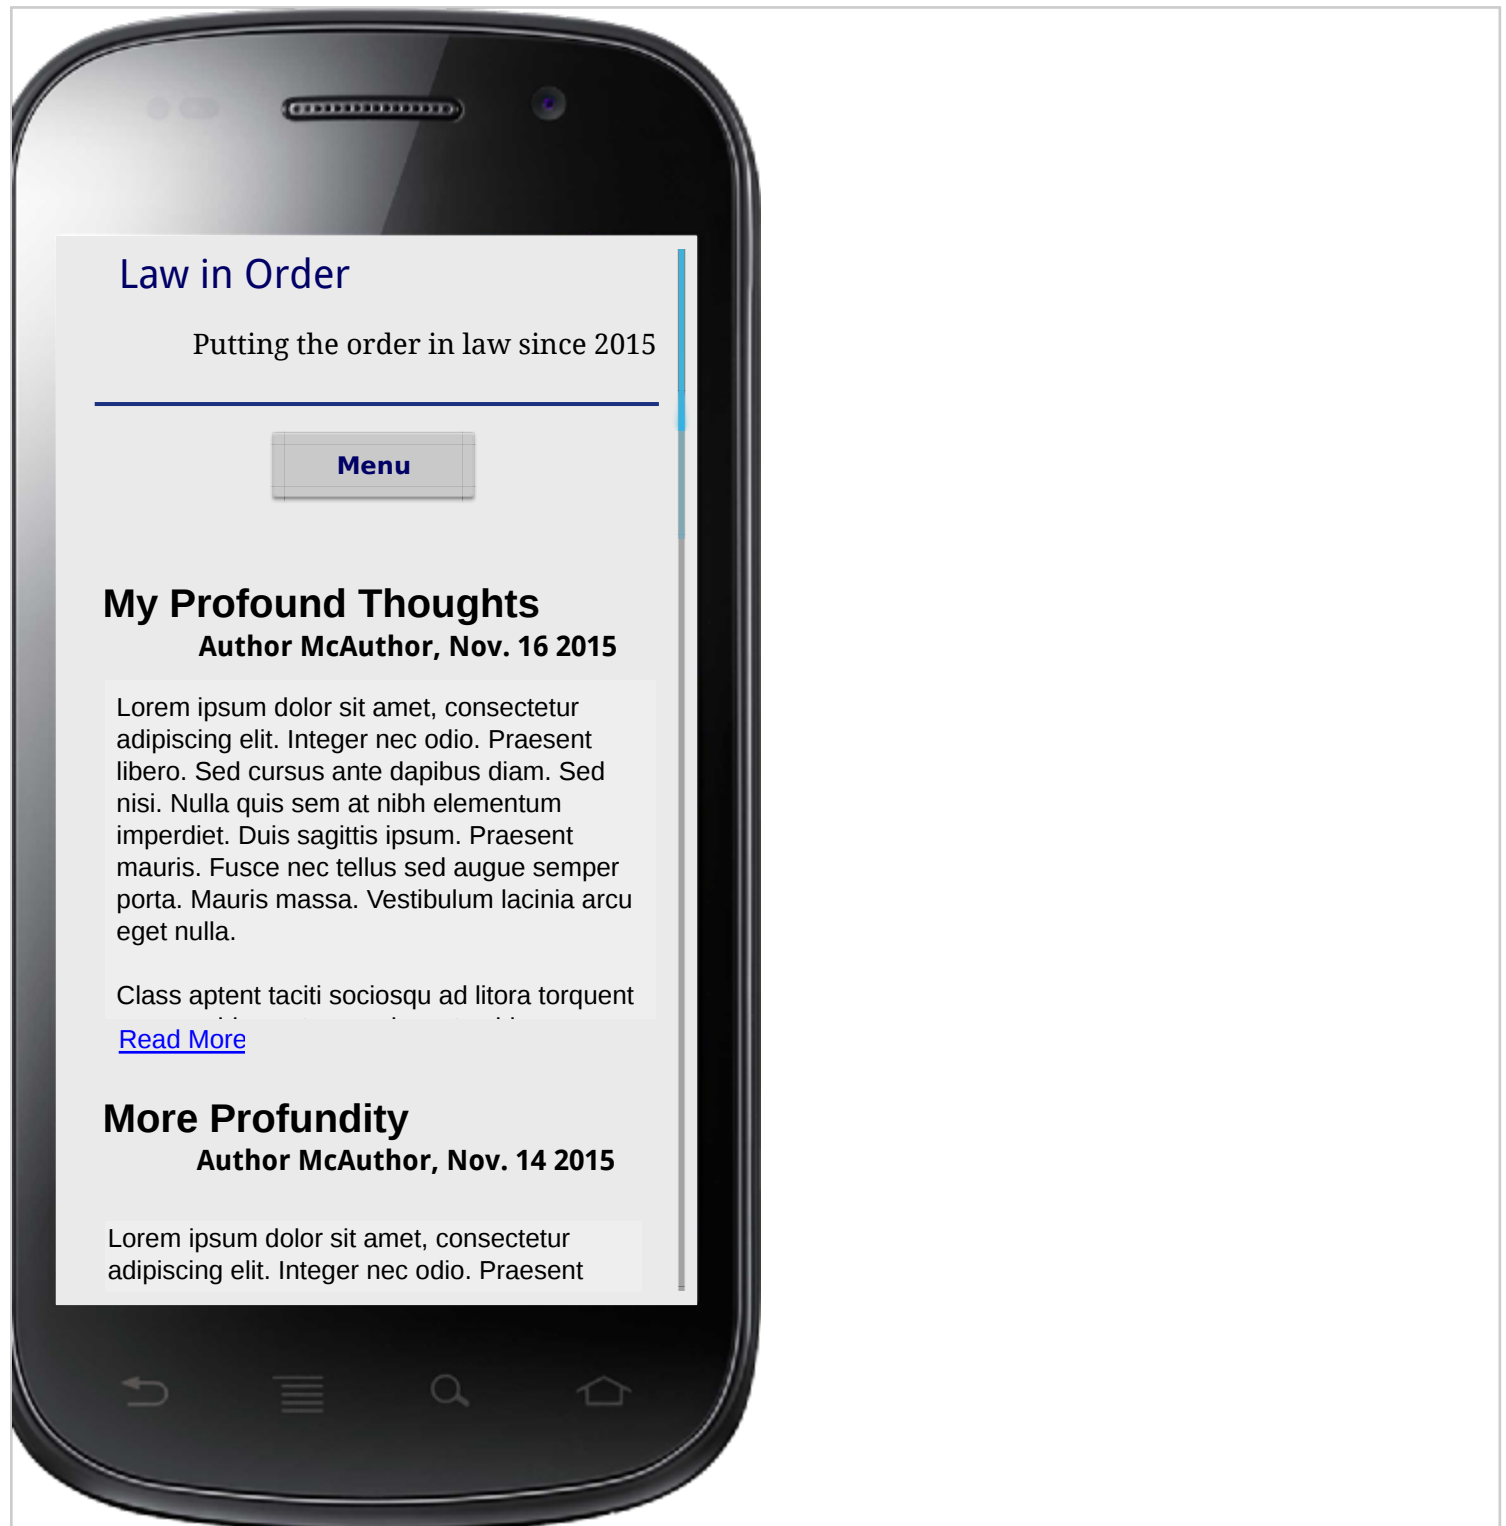 Law in Order
Putting the order in law since 2015
Menu
My Profound Thoughts
Author McAuthor, Nov. 16 2015
Lorem ipsum dolor sit amet, consectetur
adipiscing elit. Integer nec odio. Praesent
libero. Sed cursus ante dapibus diam. Sed
nisi. Nulla quis sem at nibh elementum
imperdiet. Duis sagittis ipsum. Praesent
mauris. Fusce nec tellus sed augue semper
porta. Mauris massa. Vestibulum lacinia arcu
eget nulla.
Class aptent taciti sociosqu ad litora torquent
Read More
More Profundity
Author McAuthor, Nov. 14 2015
Lorem ipsum dolor sit amet, consectetur
adipiscing elit. Integer nec odio. Praesent